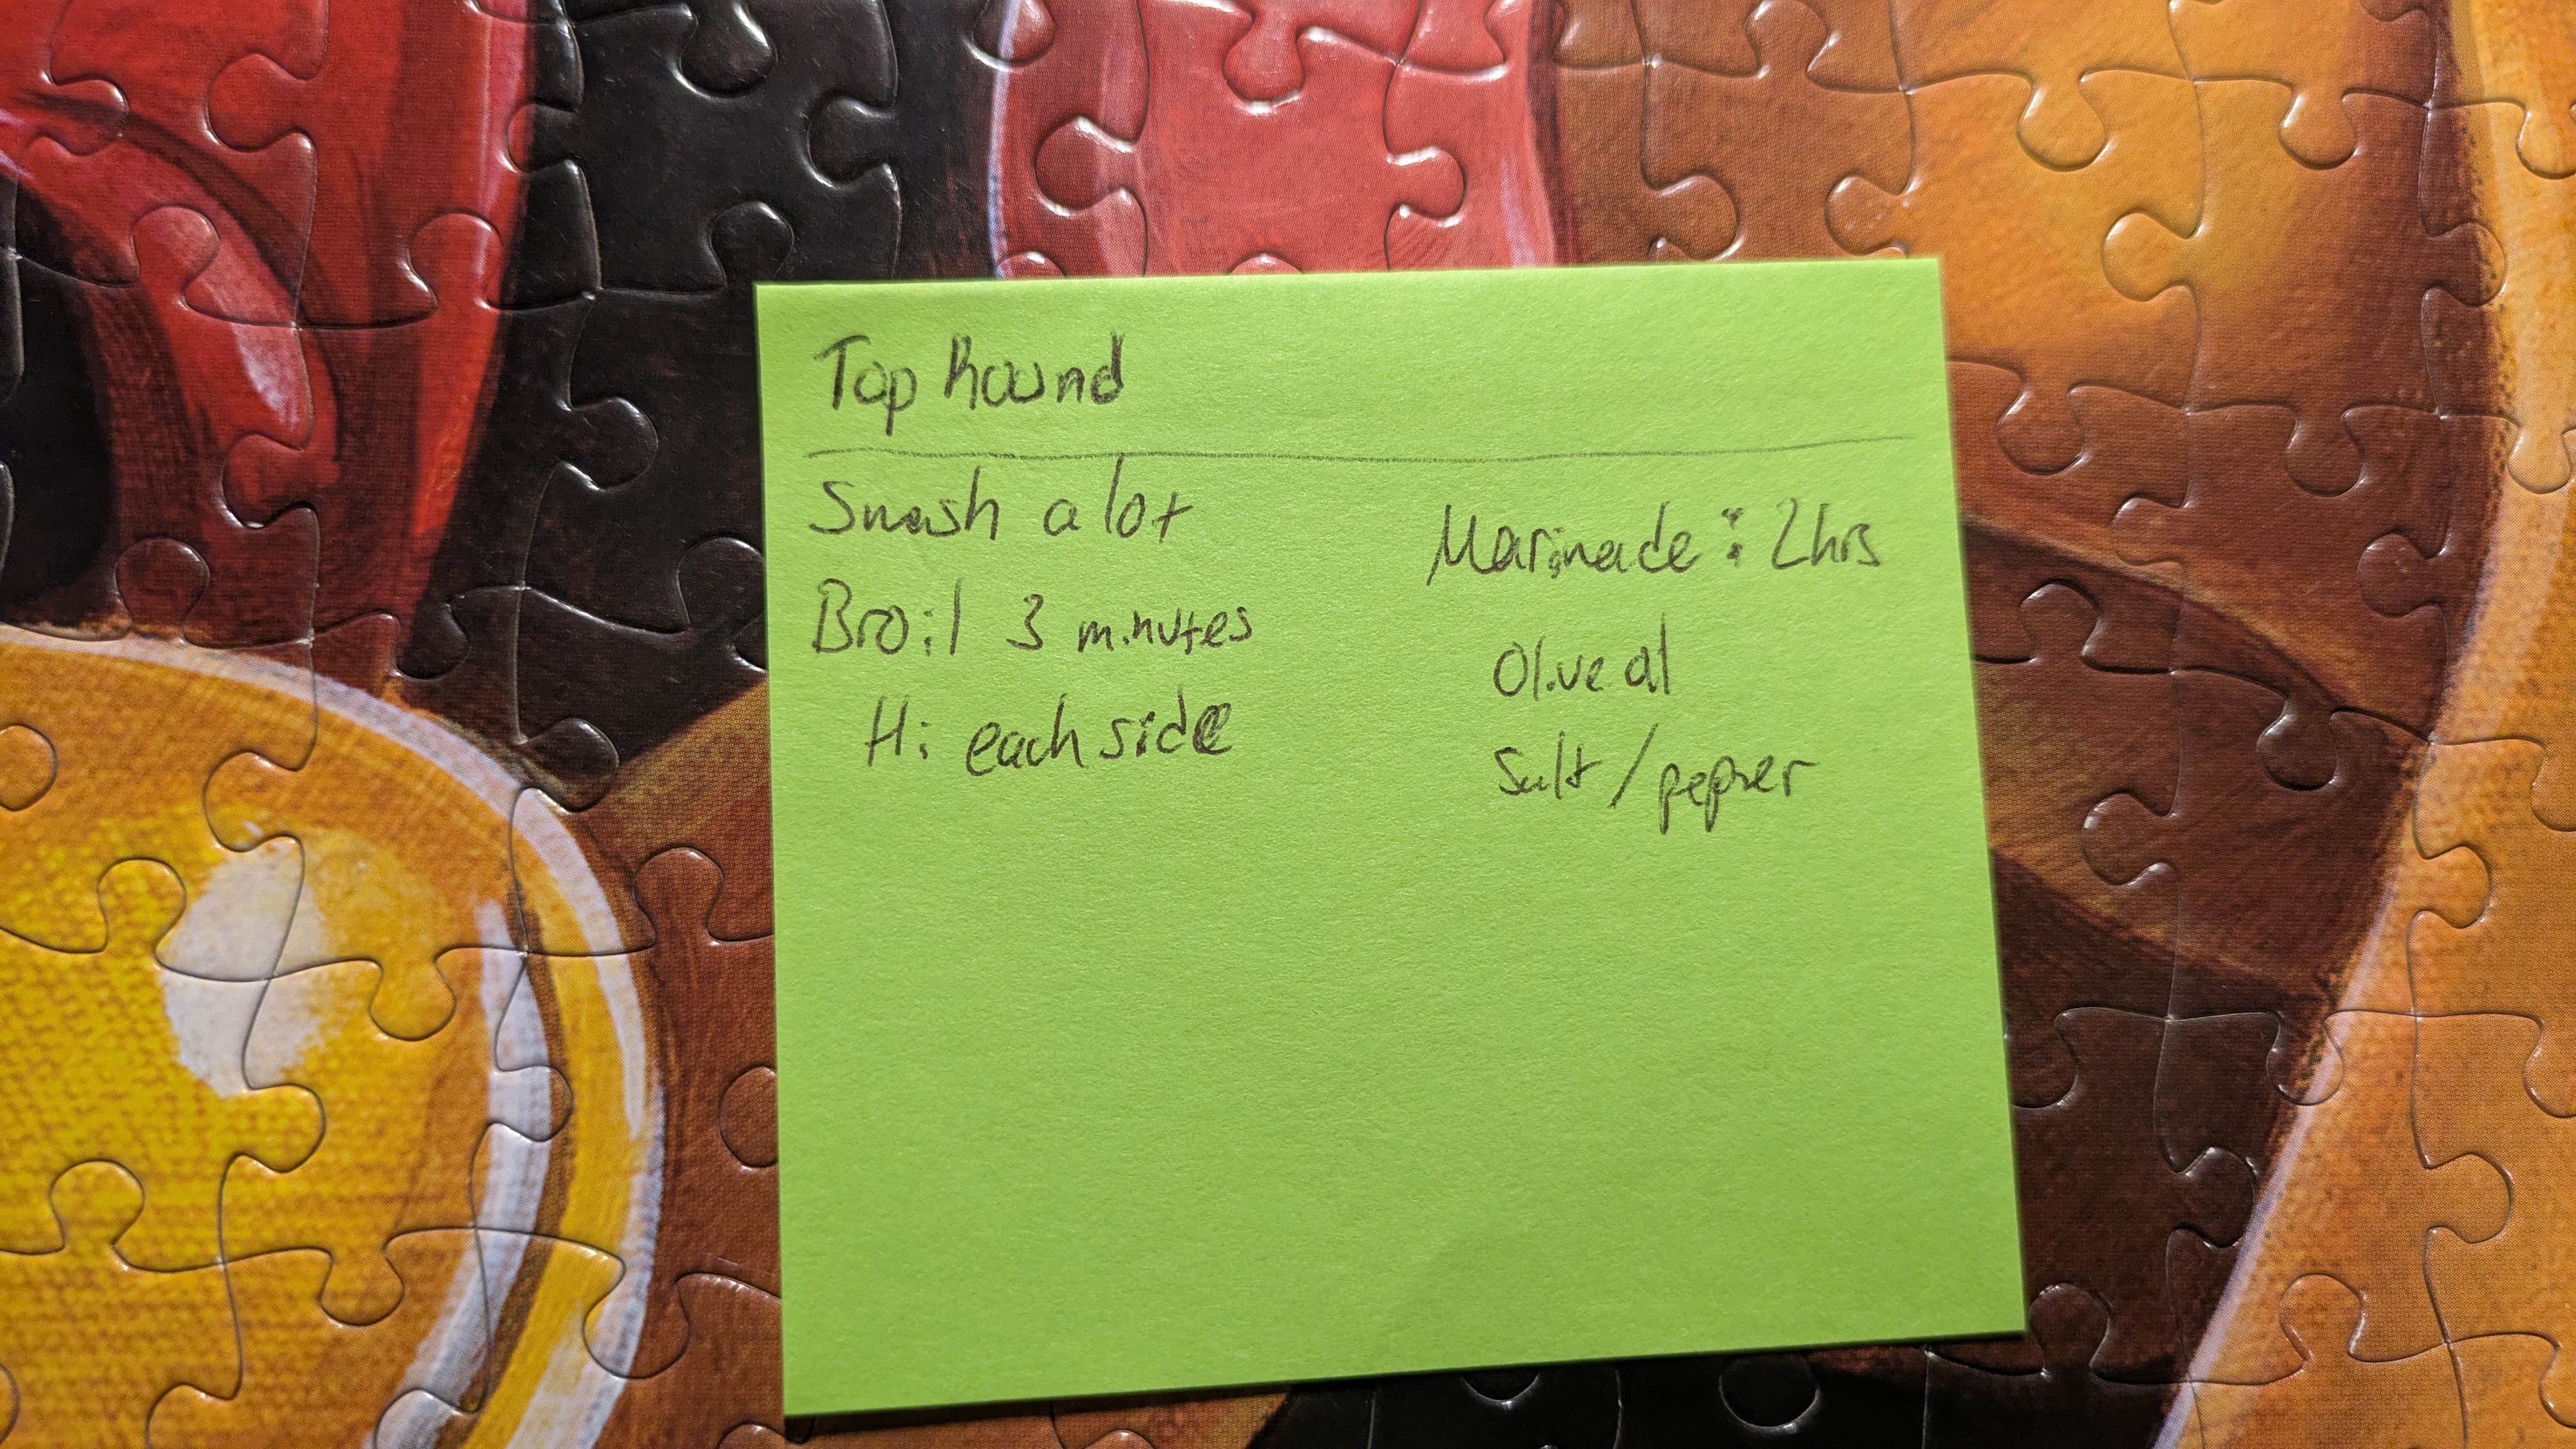 Top Round
Smash a lot
Broil 3 minutes
Hi each side
Marinade: 2hrs
Olive oil
Salt/pepper